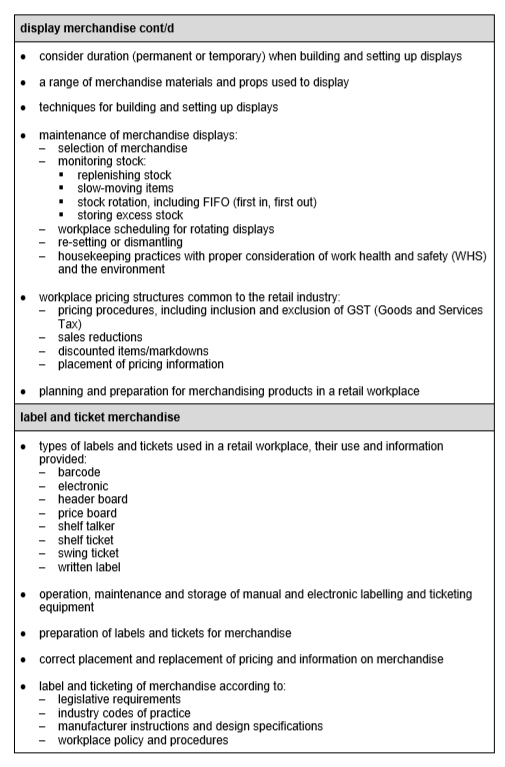 display merchandise cont/d
• consider duration (permanent or temporary) when building and setting up displays
• a range of merchandise materials and props used to display
• techniques for building and setting up displays
• maintenance of merchandise displays:
– selection of merchandise
– monitoring stock:
▪ replenishing stock
▪ slow-moving items
▪ stock rotation, including FIFO (first in, first out)
▪ storing excess stock
– workplace scheduling for rotating displays
– re-setting or dismantling
– housekeeping practices with proper consideration of work health and safety (WHS)
and the environment
• workplace pricing structures common to the retail industry:
– pricing procedures, including inclusion and exclusion of GST (Goods and Services
Tax)
– sales reductions
– discounted items/markdowns
– placement of pricing information
• planning and preparation for merchandising products in a retail workplace
label and ticket merchandise
• types of labels and tickets used in a retail workplace, their use and information
provided:
– barcode
– electronic
– header board
– price board
– shelf talker
– shelf ticket
– swing ticket
– written label
• operation, maintenance and storage of manual and electronic labelling and ticketing
equipment
• preparation of labels and tickets for merchandise
• correct placement and replacement of pricing and information on merchandise
• label and ticketing of merchandise according to:
– legislative requirements
– industry codes of practice
– manufacturer instructions and design specifications
– workplace policy and procedures